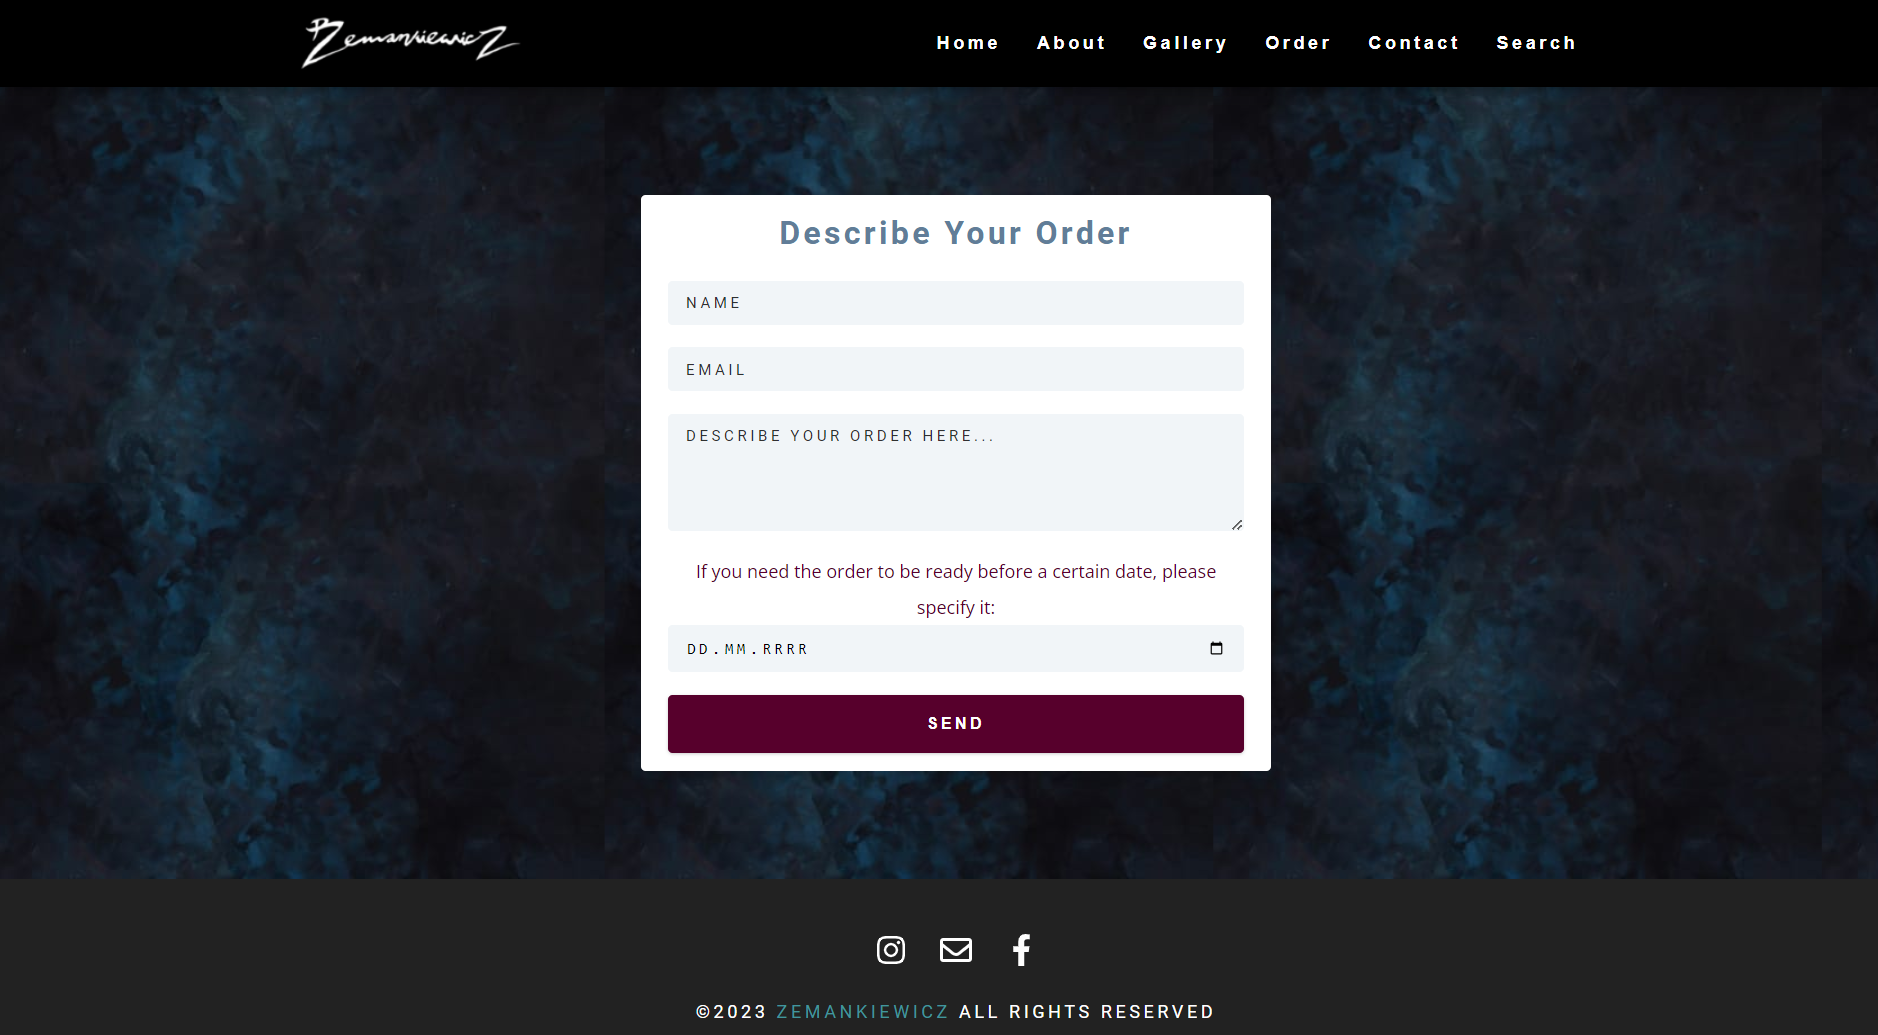 Zemankiewicz
Home About Gallery Order Contact Search
Describe Your Order
NAME
EMAIL
DESCRIBE YOUR ORDER HERE...
If you need the order to be ready before a certain date, please
specify it:
DD.MM.RRRR
SEND
©2023 ZEMANKIEWICZ ALL RIGHTS RESERVED